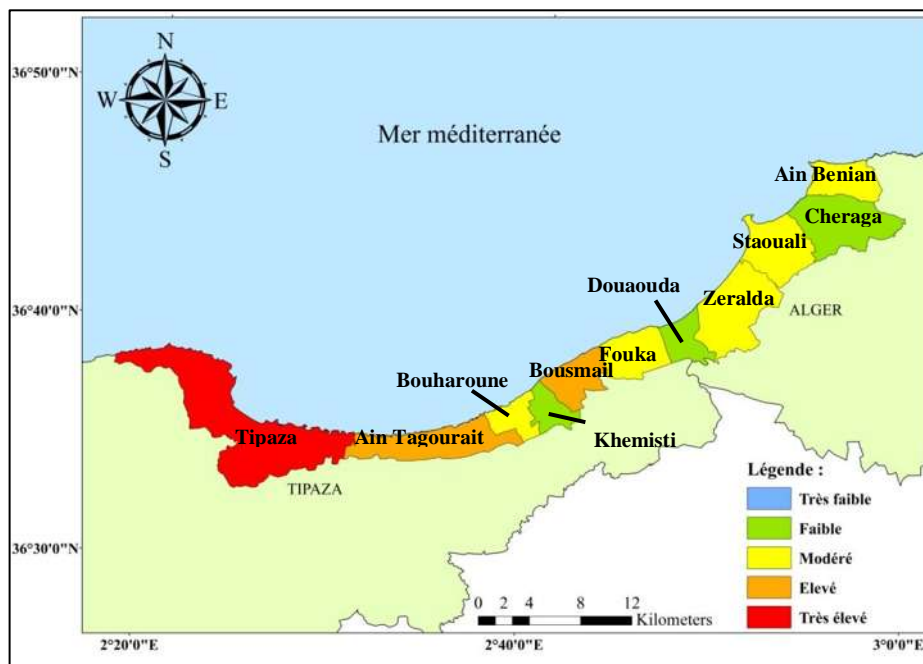 N
W E
S
36°50'0"N
36°40'0"N
36°30'0"N
Mer méditerranée
Ain Benian
Cheraga
Staouali
Douaouda
Zeralda
ALGER
Fouka
Bousmail
Bouharoune
Khemisti
Tipaza
Ain Tagourait
TIPAZA
Légende :
Très faible
Faible
Modéré
Elevé
Très élevé
0 2 4 8 12
Kilometers
2°20'0"E 2°40'0"E 3°0'0"E